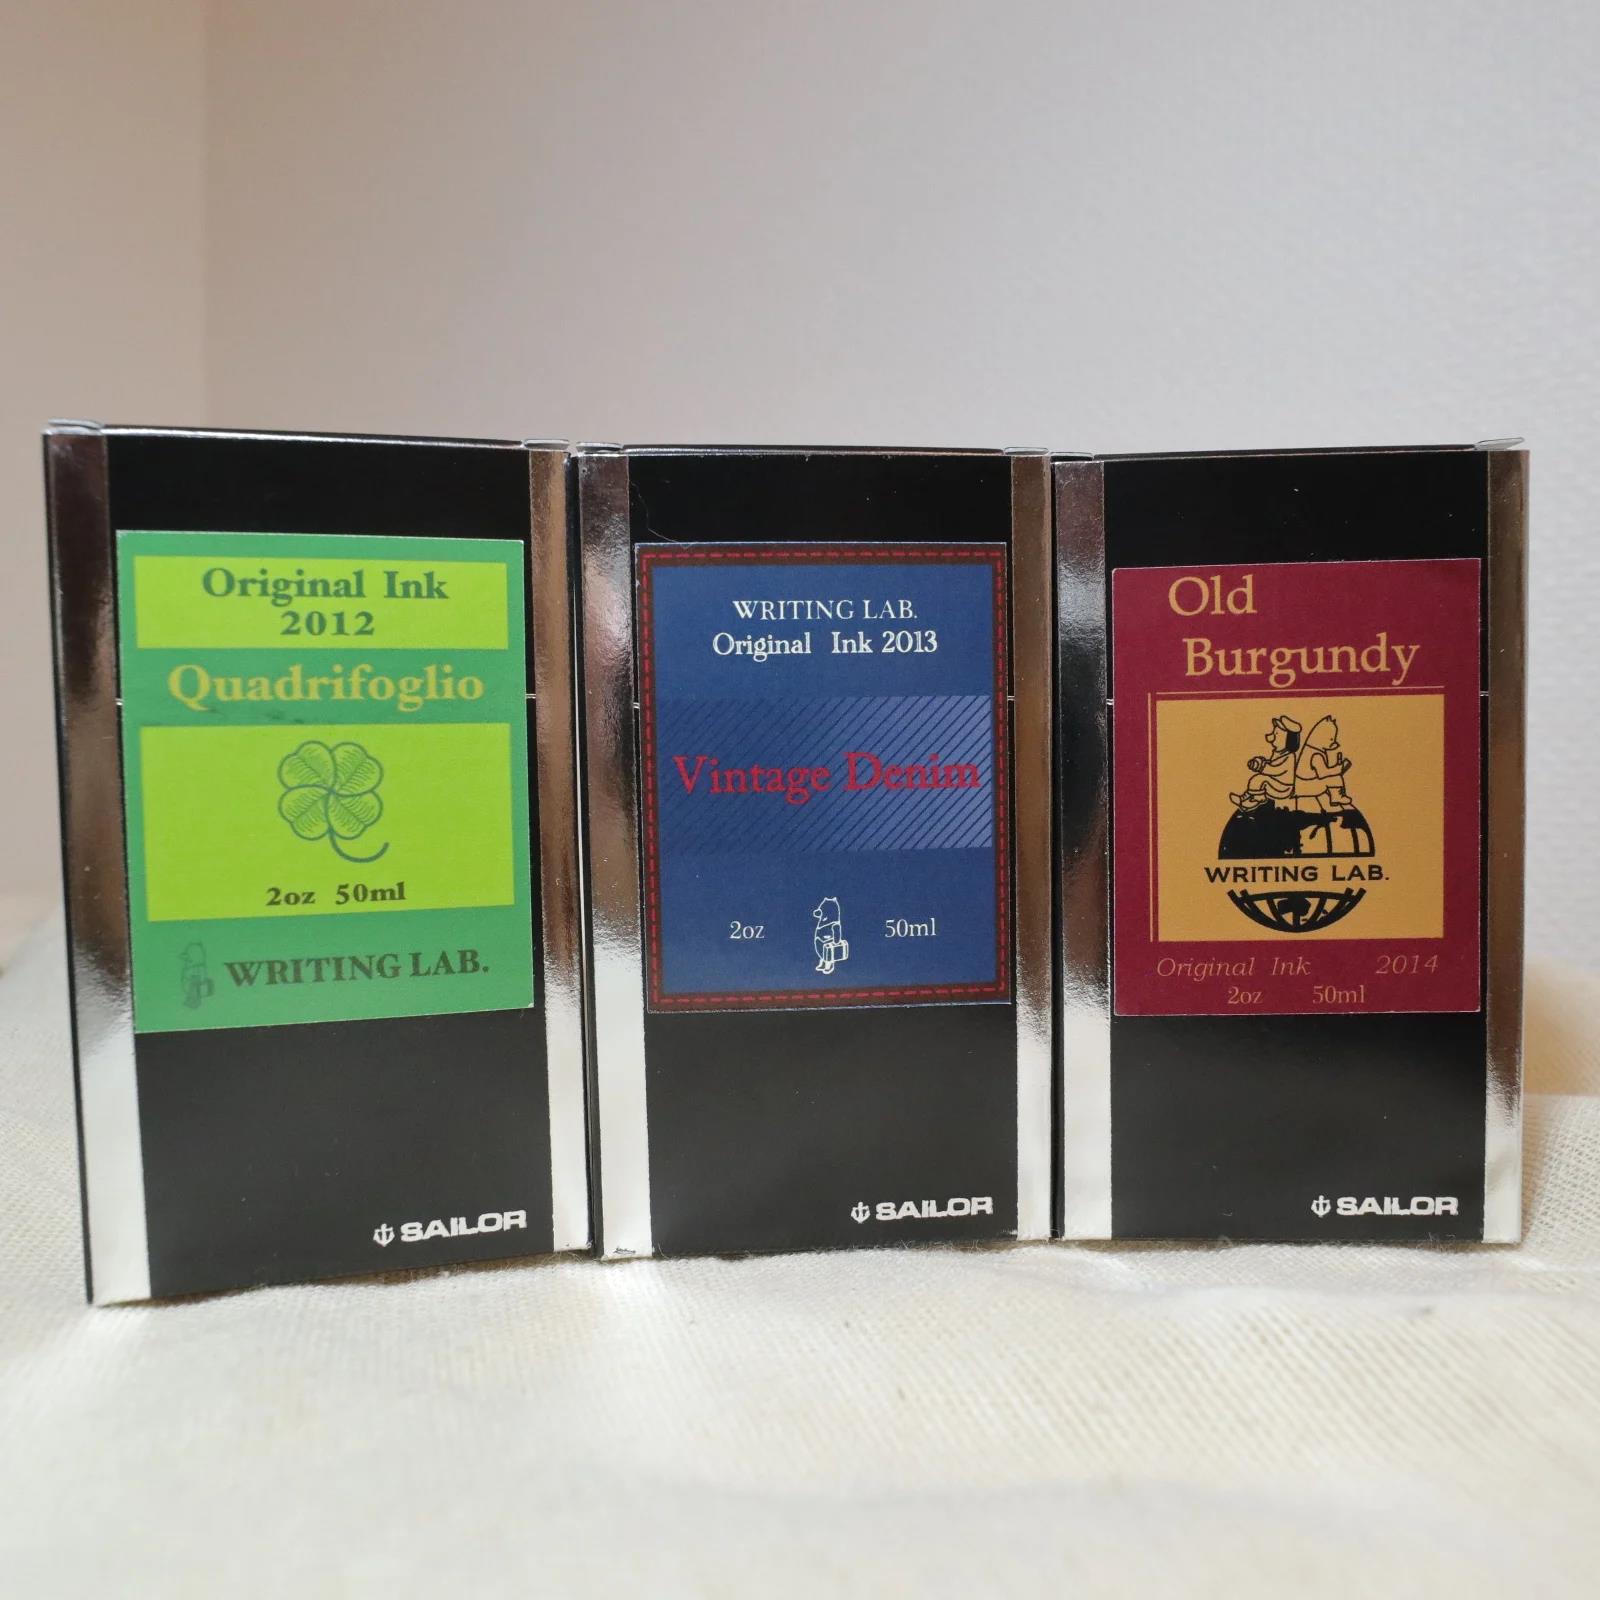 Original Ink
2012
Quadrifoglio
2oz 50ml
WRITING LAB.
SAILOR
WRITING LAB.
Original Ink 2013
Vintage Denim
2oz 50ml
SAILOR
Old
Burgundy
WRITING LAB.
Original Ink 2014
2oz 50ml
SAILOR